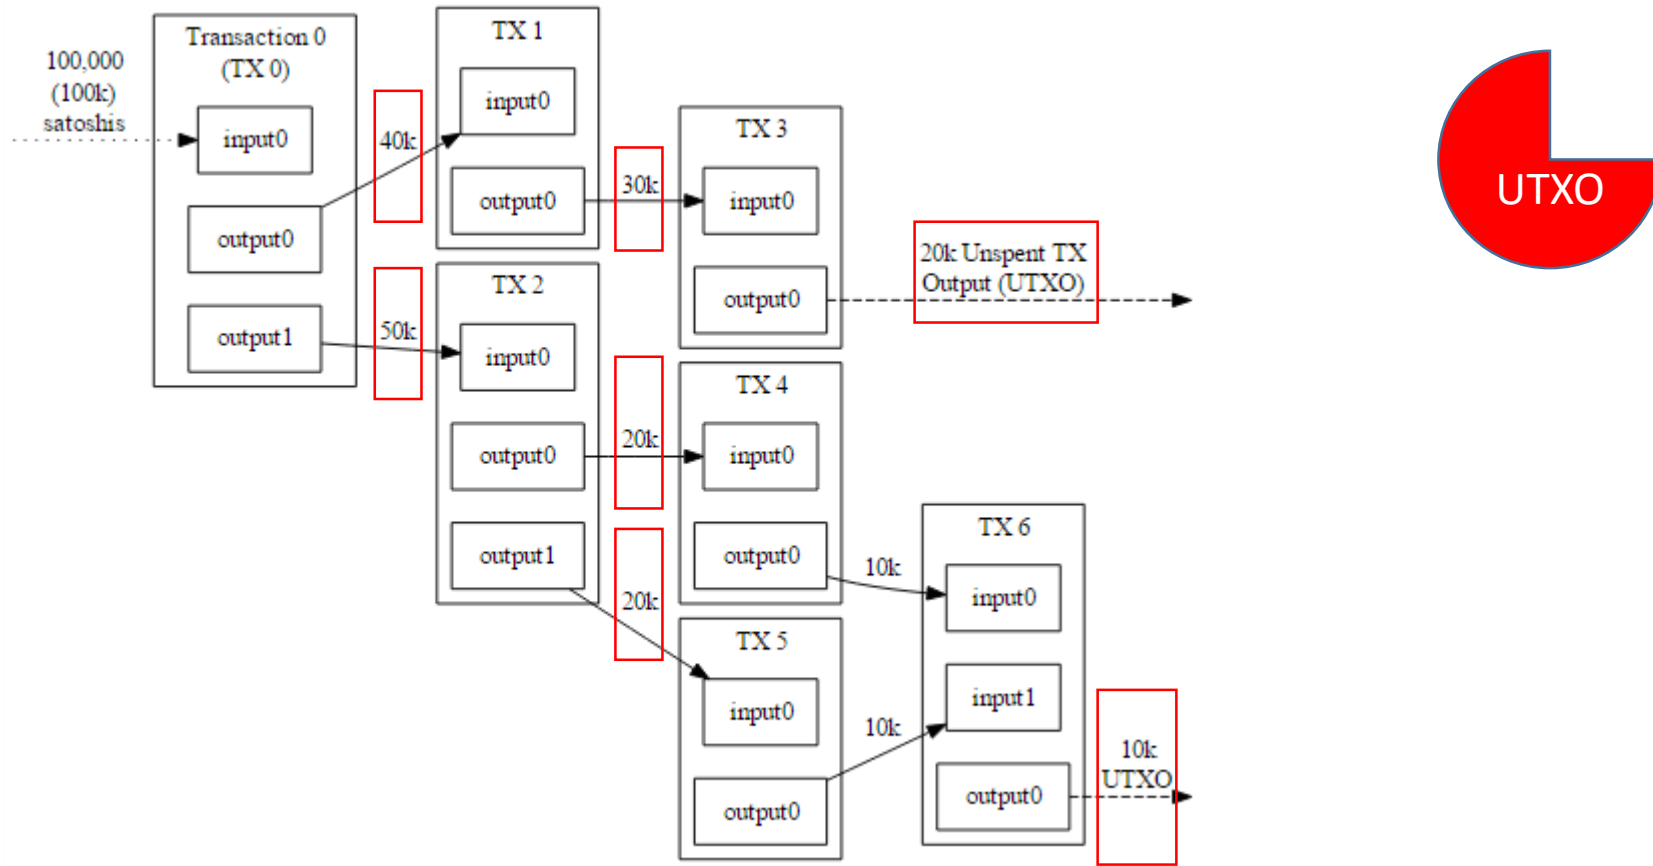 100,000
(100k)
satoshis
Transaction 0
(TX 0)
input0
output0
output1
40k
50k
TX 1
input0
output0
30k
TX 2
input0
output0
output1
20k
20k
TX 3
input0
output0
20k Unspent TX
Output (UTXO)
TX 4
input0
output0
10k
TX 5
input0
output0
10k
TX 6
input0
input1
output0
10k
UTXO
UTXO